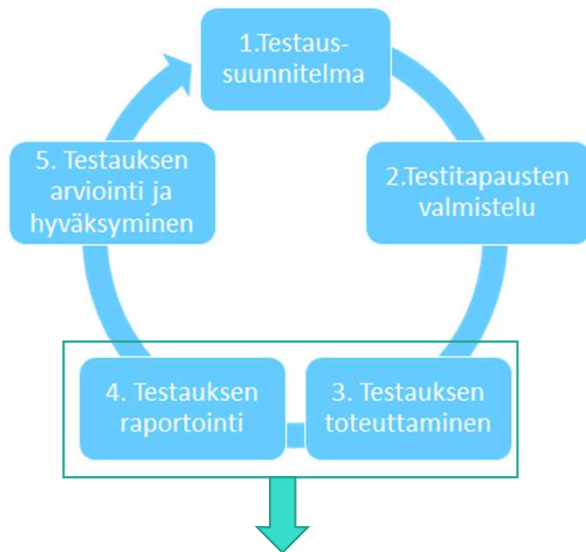 1.Testaus-
suunnitelma
2.Testitapausten
valmistelu
3. Testauksen
toteuttaminen
4. Testauksen
raportointi
5. Testauksen
arviointi ja
hyväksyminen